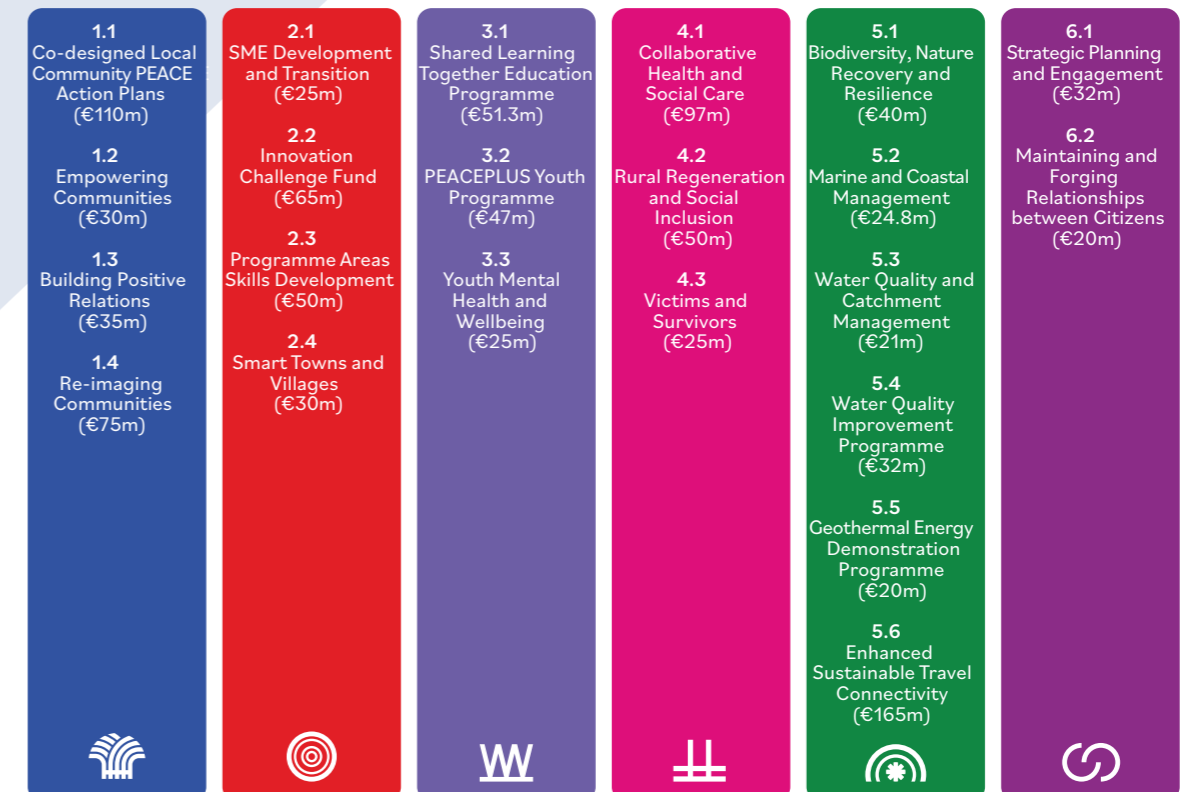 1.1
Co-designed Local
Community PEACE
Action Plans
(€110m)
1.2
Empowering
Communities
(€30m)
1.3
Building Positive
Relations
(€35m)
1.4
Re-imaging
Communities
(€75m)
2.1
SME Development
and Transition
(€25m)
2.2
Innovation
Challenge Fund
(€65m)
2.3
Programme Areas
Skills Development
(€50m)
2.4
Smart Towns and
Villages
(€30m)
3.1
Shared Learning
Together Education
Programme
(€51.3m)
3.2
PEACEPLUS Youth
Programme
(€47m)
3.3
Youth Mental
Health and
Wellbeing
(€25m)
4.1
Collaborative
Health and
Social Care
(€97m)
4.2
Rural Regeneration
and Social
Inclusion
(€50m)
4.3
Victims and
Survivors
(€25m)
5.1
Biodiversity, Nature
Recovery and
Resilience
(€40m)
5.2
Marine and Coastal
Management
(€24.8m)
5.3
Water Quality and
Catchment
Management
(€21m)
5.4
Water Quality
Improvement
Programme
(€32m)
5.5
Geothermal Energy
Demonstration
Programme
(€20m)
5.6
Enhanced
Sustainable Travel
Connectivity
(€165m)
6.1
Strategic Planning
and Engagement
(€32m)
6.2
Maintaining and
Forging
Relationships
between Citizens
(€20m)